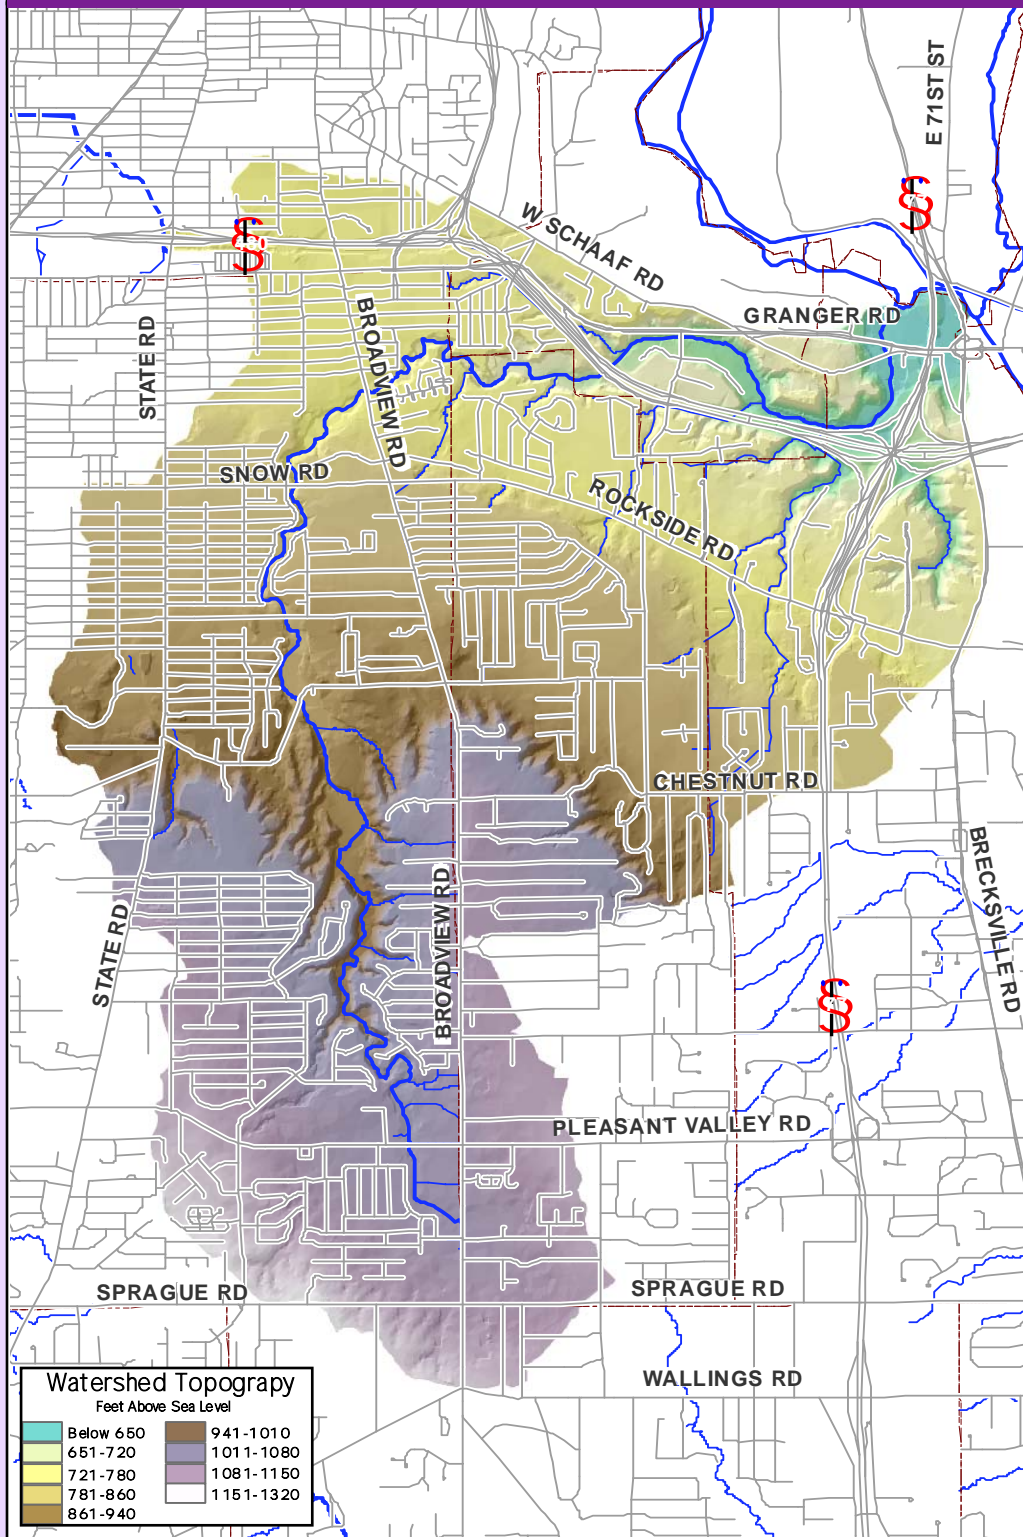 E 71ST ST
W SCHAAF RD
GRANGER RD
BROADVIEW RD
STATE RD
SNOW RD
ROCKSIDE RD
CHESTNUT RD
BRECKSVILLE RD
BROADVIEW RD
STATE RD
PLEASANT VALLEY RD
SPRAGUE RD
SPRAGUE RD
WALLINGS RD
Watershed Topograpy
Feet Above Sea Level
Below 650
651-720
721-780
781-860
861-940
941-1010
1011-1080
1081-1150
1151-1320